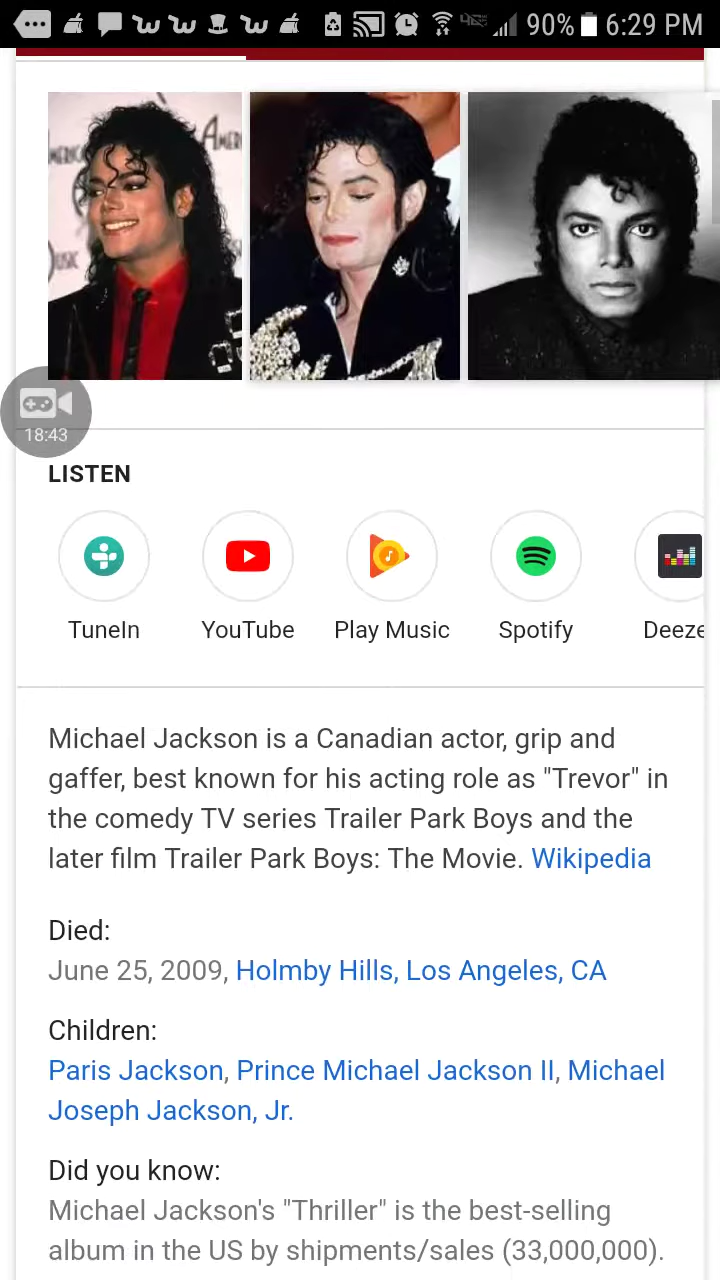 90% 6:29 PM
18:43
LISTEN
TuneIn YouTube Play Music Spotify Deeze
Michael Jackson is a Canadian actor, grip and
gaffer, best known for his acting role as "Trevor" in
the comedy TV series Trailer Park Boys and the
later film Trailer Park Boys: The Movie. Wikipedia
Died:
June 25, 2009, Holmby Hills, Los Angeles, CA
Children:
Paris Jackson, Prince Michael Jackson II, Michael
Joseph Jackson, Jr.
Did you know:
Michael Jackson's "Thriller" is the best-selling
album in the US by shipments/sales (33,000,000).